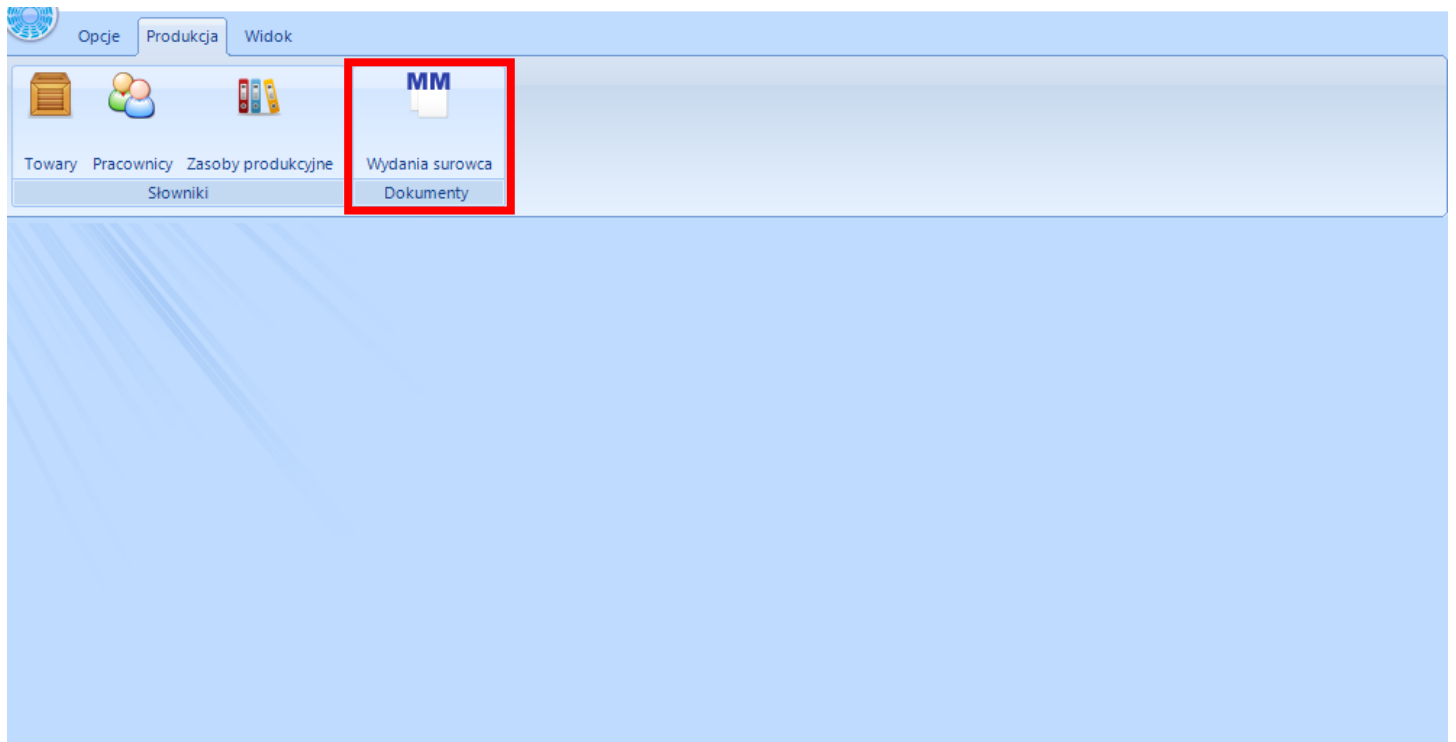 Opcje Produkcja Widok
MM
Towary Pracownicy Zasoby produkcyjne Wydania surowca
Słowniki Dokumenty